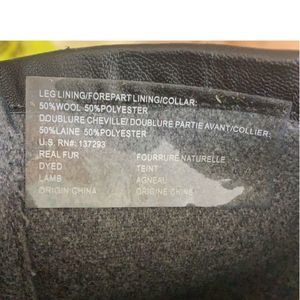 LEG LINING/FOREPART LINING/COLLAR:
50%WOOL 50%POLYESTER
DOUBLURE CHEVILLE/ DOUBLURE PARTIE AVANT/COLLIER:
50%LAINE 50%POLYESTER
U.S. RN#: 137293
REAL FUR FOURRURE NATURELLE
DYED TEINT
LAMB AGNEAU
ORIGIN CHINA ORIGINE CHINA